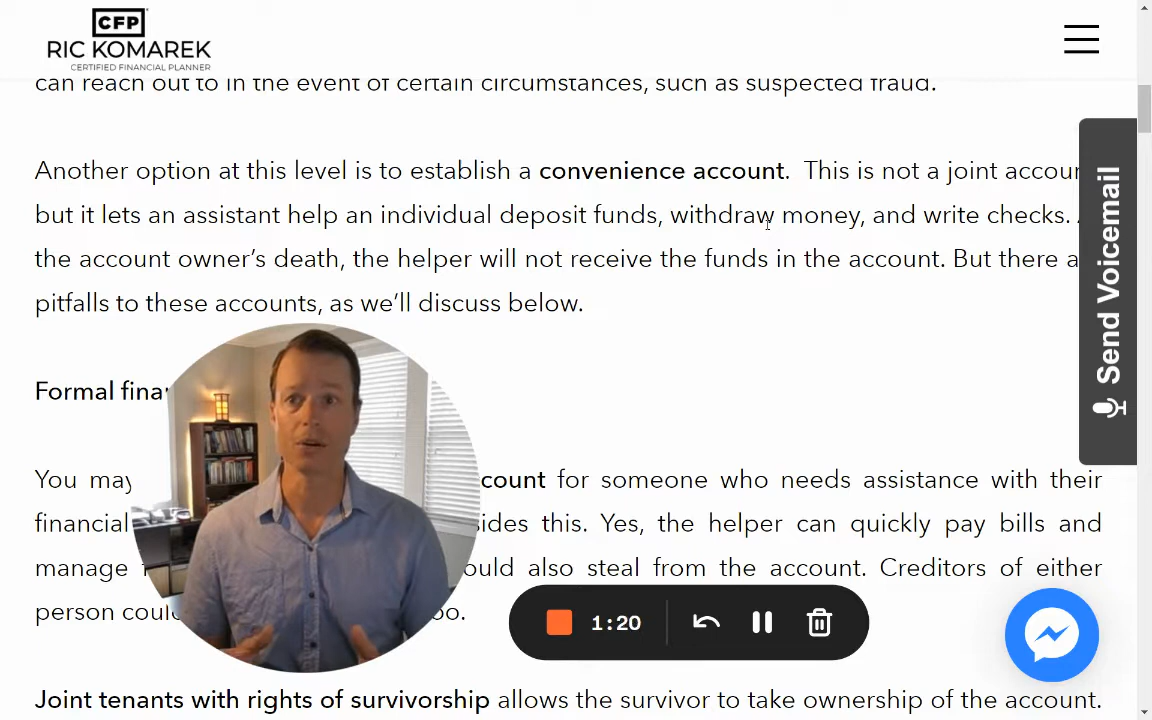 CFP
RIC KOMAREK
CERTIFIED FINANCIAL PLANNER
can reach out to in the event of certain circumstances, such as suspected fraud.
Another option at this level is to establish a convenience account. This is not a joint
but it lets an assistant help an individual deposit funds, withdraw money, and write checks.
the account owner's death, the helper will not receive the funds in the account. But there
pitfalls to these accounts, as we'll discuss below.
Formal
You may for someone who needs assistance with their
financial this. Yes, the helper can quickly pay bills and
manage also steal from the account. Creditors of either
person
Joint tenants with rights of survivorship allows the survivor to take ownership of the account.
1:20
Send Voicemail